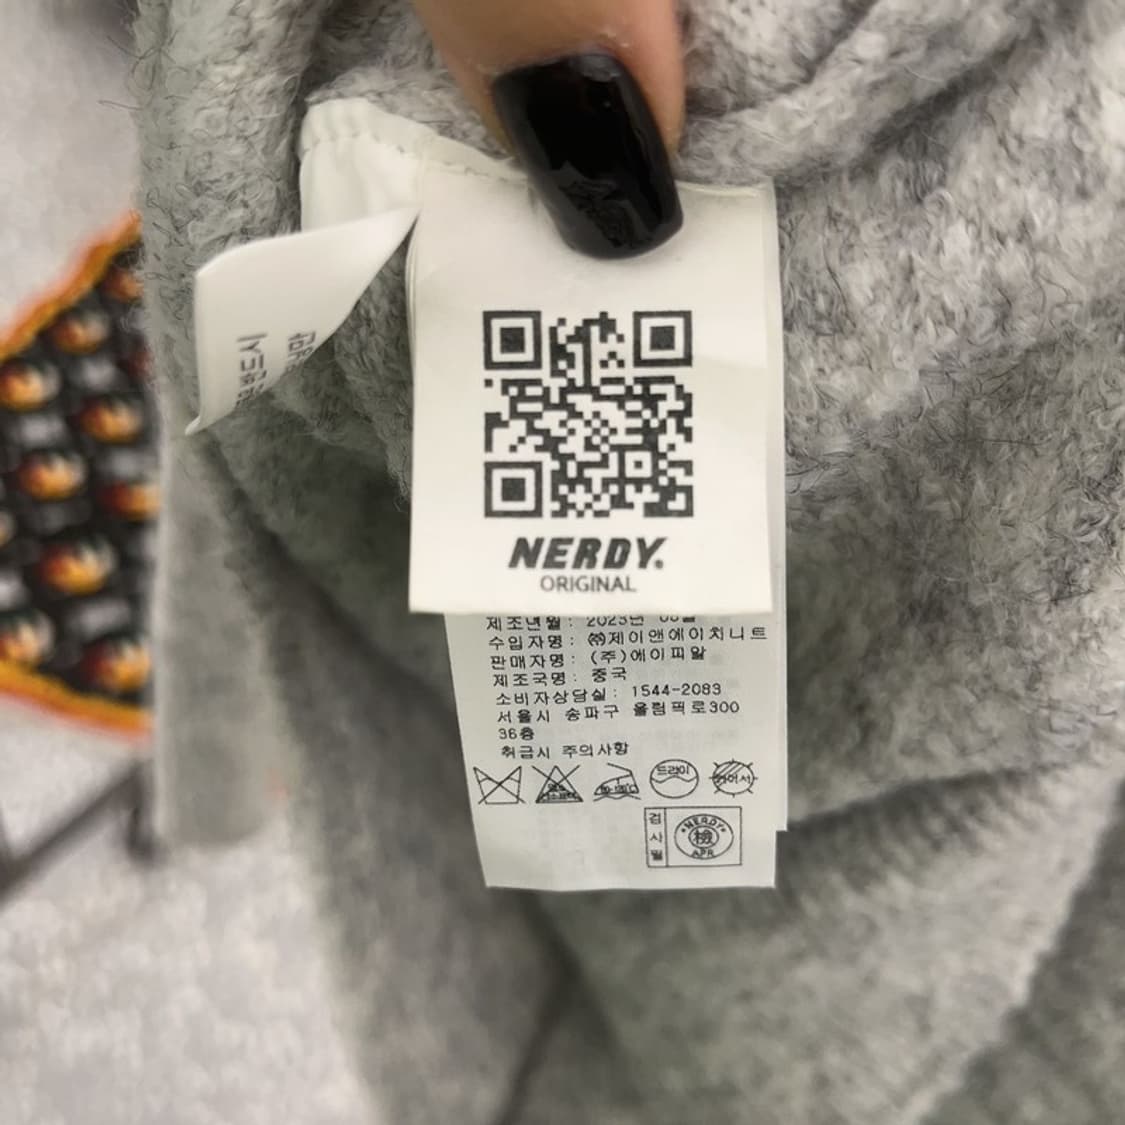 NERDY.
ORIGINAL
제조년월: 2023년
수입자명: ㈜제이앤에이치니트
판매자명: (주)에이피알
제조국명: 중국
소비자상담실: 1544-2083
서울시 송파구 올림픽로300
36층
취급시 주의사항
드라이
검사필
NERDY
檢
APR